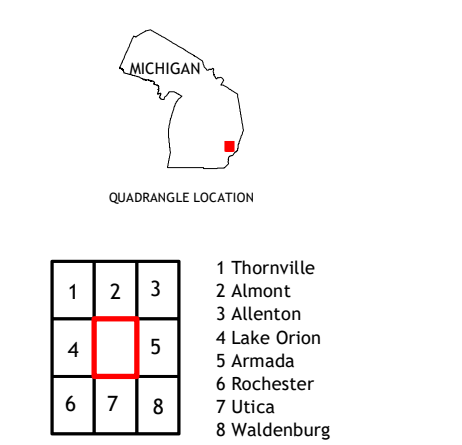 MICHIGAN
QUADRANGLE LOCATION
1 2 3
4 5
6 7 8
1 Thornville
2 Almont
3 Allenton
4 Lake Orion
5 Armada
6 Rochester
7 Utica
8 Waldenburg